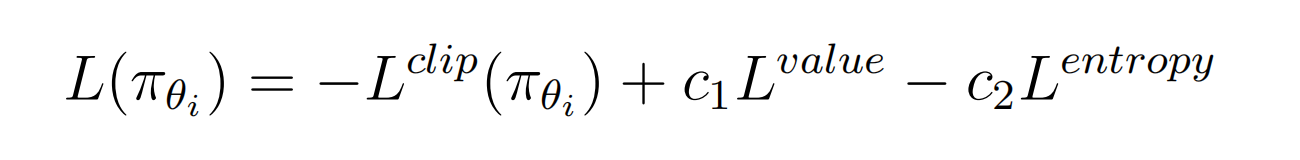 L(π_{θ_i}) = −L^{clip}(π_{θ_i}) + c_1 L^{value} − c_2 L^{entropy}